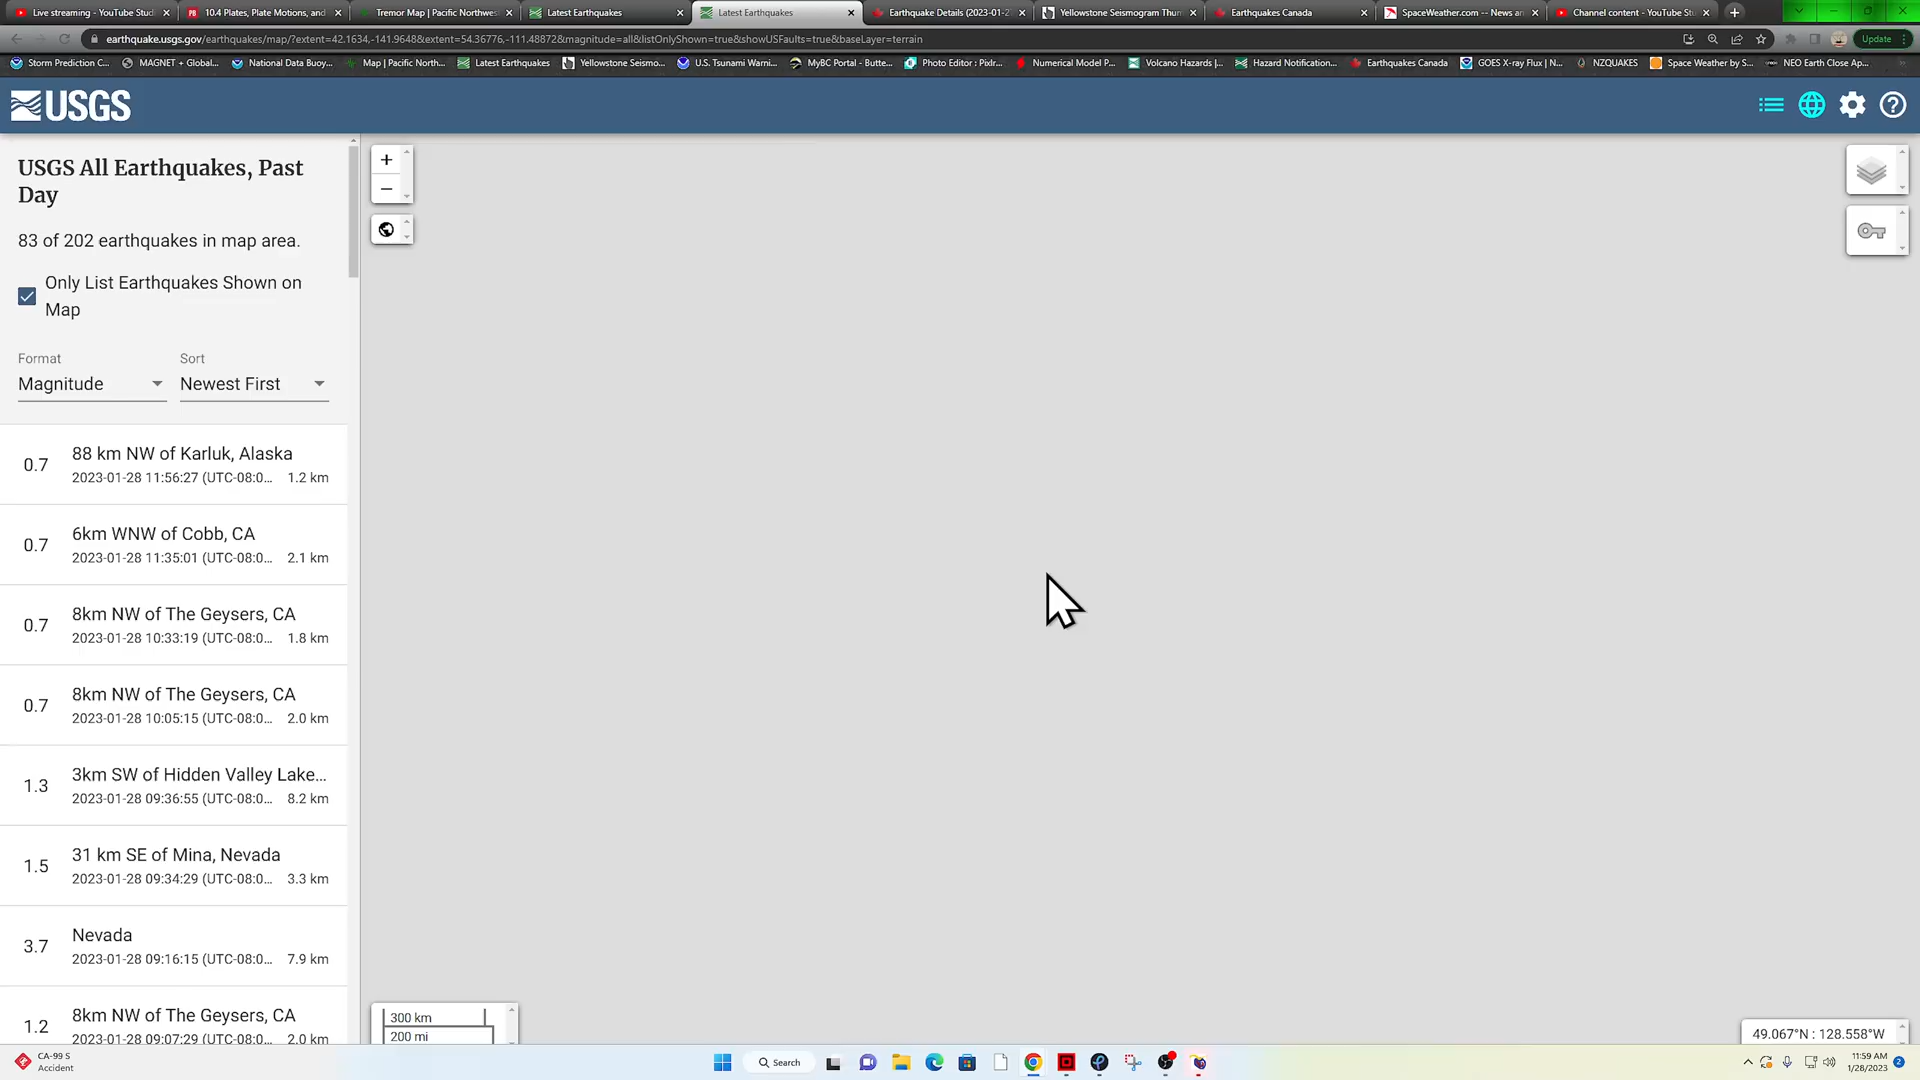 Live streaming - YouTube Studi
10.4 Plates, Plate Motions, and
Tremor Map | Pacific Northwes
Latest Earthquakes
Latest Earthquakes
Earthquake Details (2023-01-2
Yellowstone Seismogram Thum
Earthquakes Canada
SpaceWeather.com -- News an
Channel content - YouTube Stu
earthquake.usgs.gov/earthquakes/map/?extent=42.1634,-141.9648&extent=54.36776,-111.48872&magnitude=all&listOnlyShown=true&showUSFaults=true&baseLayer=terrain
Update
Storm Prediction C...
MAGNET + Global...
National Data Buoy...
Map | Pacific North...
Latest Earthquakes
Yellowstone Seismo...
U.S. Tsunami Warni...
MyBC Portal - Butte...
Photo Editor : Pixlr...
Numerical Model P...
Volcano Hazards |...
Hazard Notification...
Earthquakes Canada
GOES X-ray Flux | N...
NZQUAKES
Space Weather by S...
NEO Earth Close Ap...
USGS
USGS All Earthquakes, Past
Day
83 of 202 earthquakes in map area.
Only List Earthquakes Shown on
Map
Format
Sort
Magnitude
Newest First
0.7
88 km NW of Karluk, Alaska
2023-01-28 11:56:27 (UTC-08:0...
1.2 km
0.7
6km WNW of Cobb, CA
2023-01-28 11:35:01 (UTC-08:0...
2.1 km
0.7
8km NW of The Geysers, CA
2023-01-28 10:33:19 (UTC-08:0...
1.8 km
0.7
8km NW of The Geysers, CA
2023-01-28 10:05:15 (UTC-08:0...
2.0 km
1.3
3km SW of Hidden Valley Lake...
2023-01-28 09:36:55 (UTC-08:0...
8.2 km
1.5
31 km SE of Mina, Nevada
2023-01-28 09:34:29 (UTC-08:0...
3.3 km
3.7
Nevada
2023-01-28 09:16:15 (UTC-08:0...
7.9 km
1.2
8km NW of The Geysers, CA
2023-01-28 09:07:29 (UTC-08:0...
2.0 km
300 km
200 mi
49.067°N : 128.558°W
CA-99 S
Accident
Search
11:59 AM
1/28/2023
2